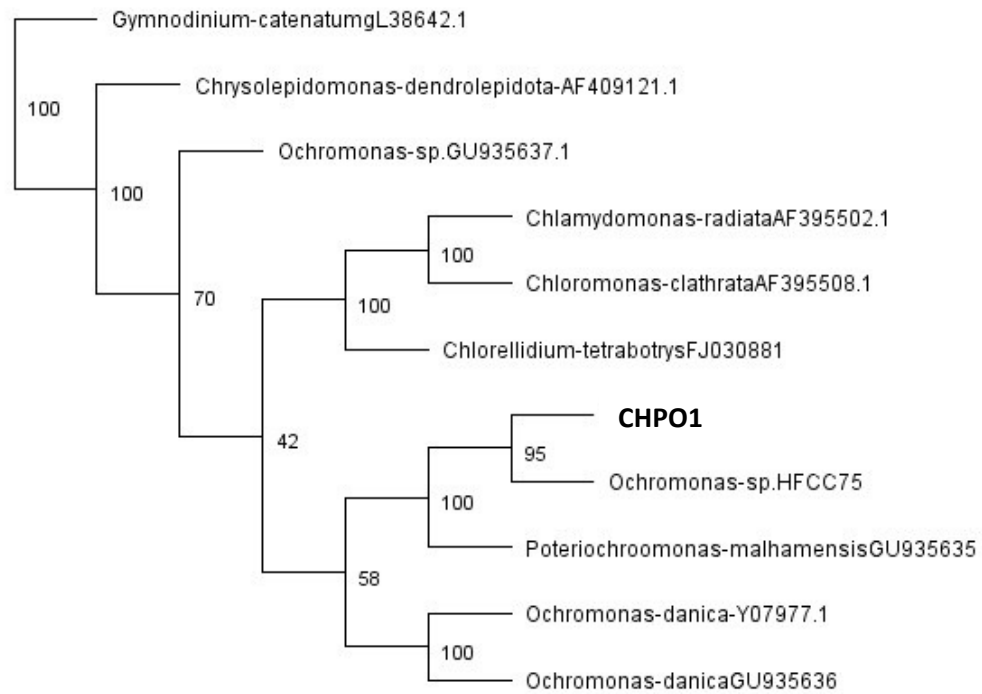 Gymnodinium-catenatumgL38642.1
Chrysolepidomonas-dendrolepidota-AF409121.1
100
Ochromonas-sp.GU935637.1
100
Chlamydomonas-radiataAF395502.1
100
Chloromonas-clathrataAF395508.1
70
100
Chlorellidium-tetrabotrysFJ030881
CHPO1
42
95
Ochromonas-sp.HFCC75
100
Poteriochroomonas-malhamensisGU935635
58
Ochromonas-danica-Y07977.1
100
Ochromonas-danicaGU935636